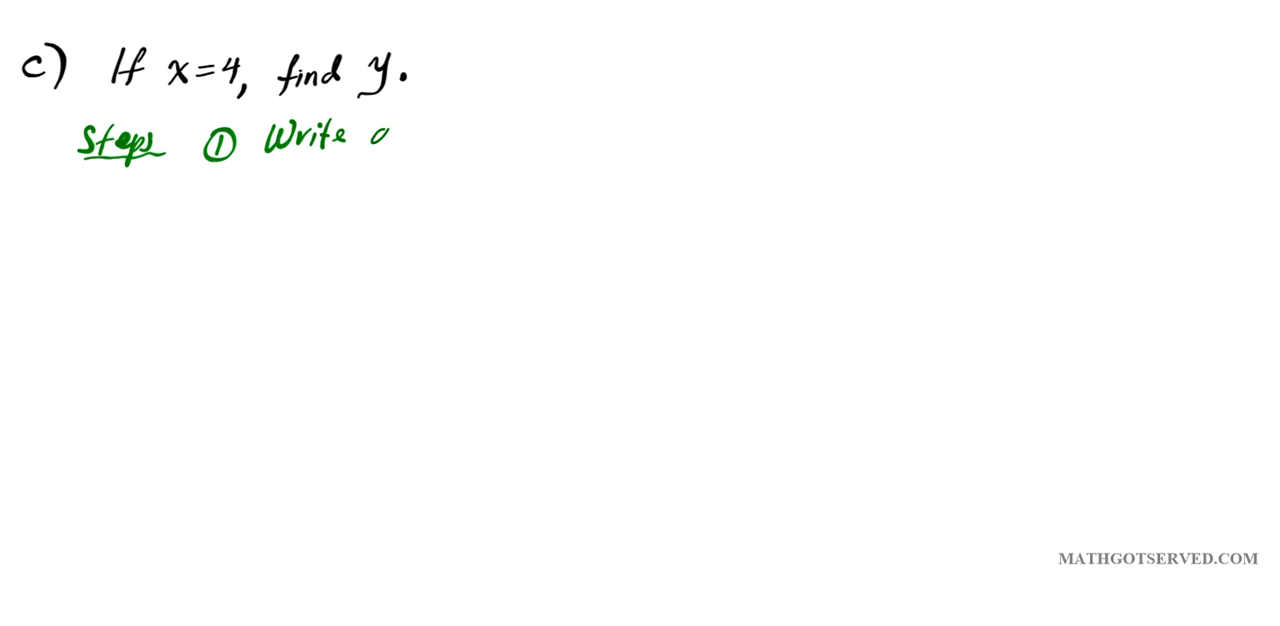 c) If x=4, find y.
Steps ① Write a
MATHGOTSERVED.COM